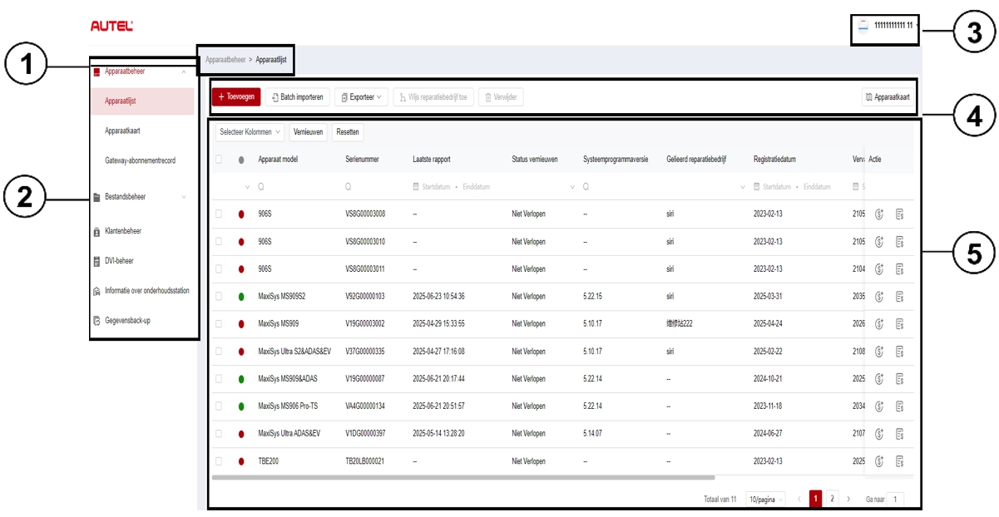 AUTEL
11111111111 11
3
1
Apparaatbeheer > Apparaatlijst
Apparaatbeheer
Apparaatlijst
Apparaatkaart
Gateway-abonnementrecord
2
Bestandsbeheer
Klantenbeheer
DVI-beheer
Informatie over onderhoudsstation
Gegevensback-up
+ Toevoegen Batch importeren Exporteer Wijs reparatiebedrijf toe Verwijder Apparaatkaart
4
Selecteer Kolommen Vernieuwen Resetten
Apparaat model Serienummer Laatste rapport Status vernieuwen Systeemprogrammaversie Gelieerd reparatiebedrijf Registratiedatum Verv Actie
Startdatum - Einddatum Startdatum - Einddatum S
906S VS8G00003008 -- Niet Verlopen -- siri 2023-02-13 2105
906S VS8G00003010 -- Niet Verlopen -- siri 2023-02-13 2105
906S VS8G00003011 -- Niet Verlopen -- siri 2023-02-13 2104
5
MaxiSys MS909S2 V92G00000103 2025-06-23 10:54:36 Niet Verlopen 5.22.15 siri 2025-03-31 2035
MaxiSys MS909 V19G00003002 2025-04-29 15:33:55 Niet Verlopen 5.10.17 维修站222 2025-04-24 2026
MaxiSys Ultra S2&ADAS&EV V37G00000335 2025-04-27 17:16:08 Niet Verlopen 5.10.17 siri 2025-02-22 2108
MaxiSys MS909&ADAS V19G00000087 2025-06-21 20:17:44 Niet Verlopen 5.22.14 -- 2024-10-21 2025
MaxiSys MS906 Pro-TS VA4G00000134 2025-06-21 20:51:57 Niet Verlopen 5.22.14 -- 2023-11-18 2034
MaxiSys Ultra ADAS&EV V1DG00000397 2025-05-14 13:28:20 Niet Verlopen 5.14.07 -- 2024-06-27 2107
TBE200 TB20LB000021 -- Niet Verlopen -- -- 2023-02-13 2025
Totaal van 11 10/pagina < 1 2 > Ga naar 1